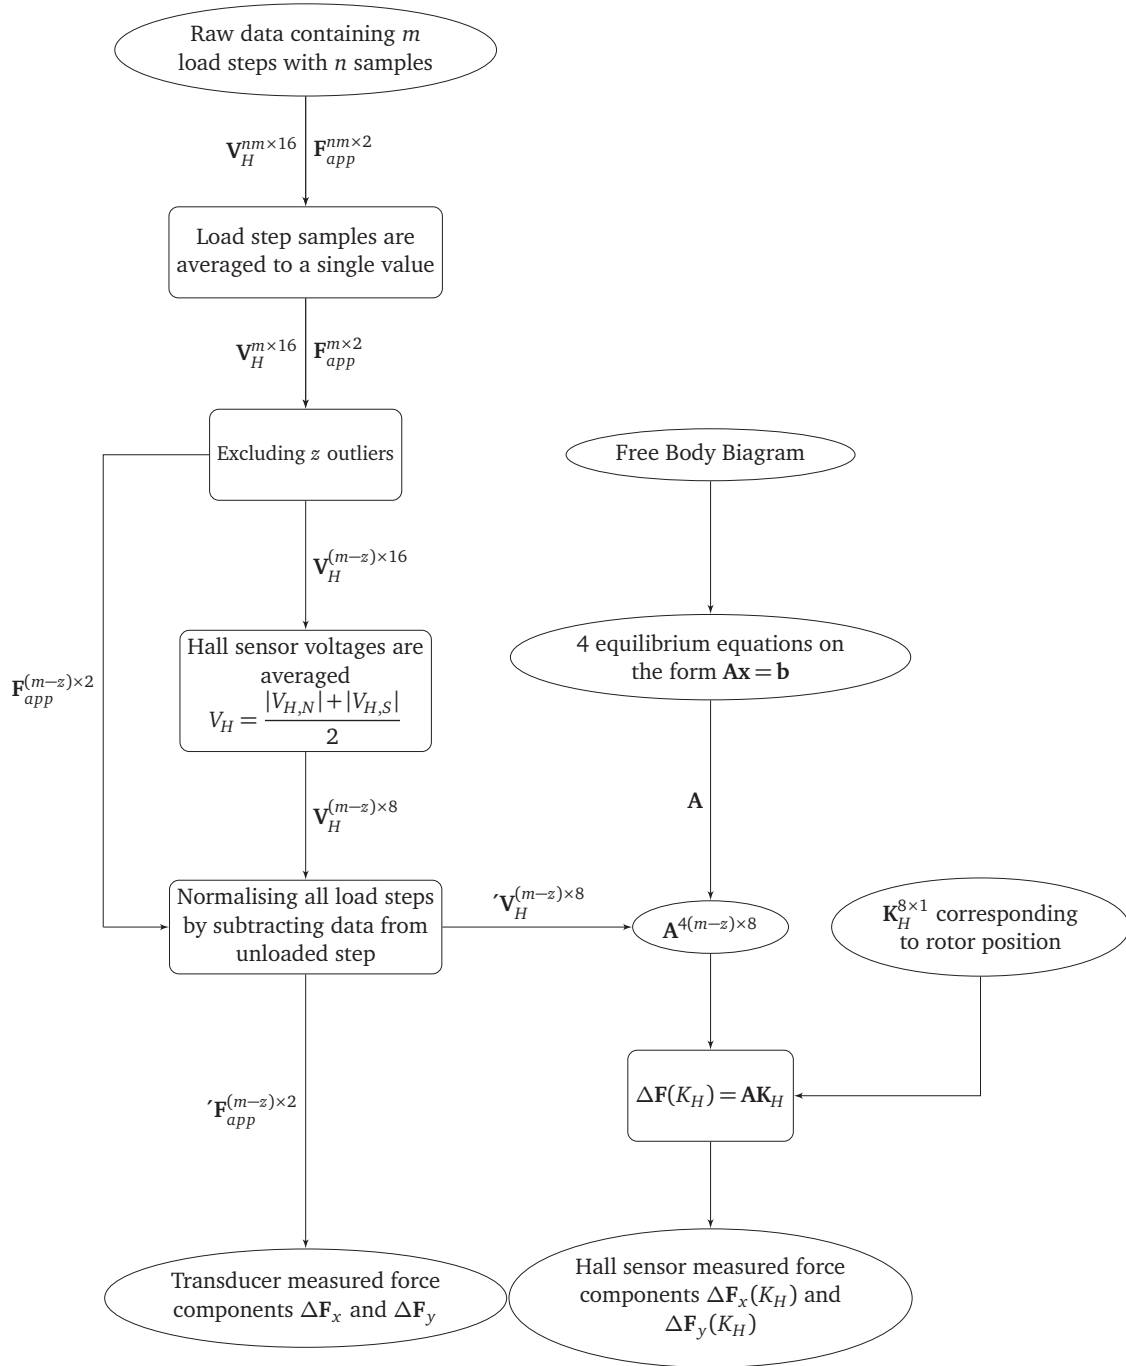 Raw data containing m
load steps with n samples
V_H^{nm×16} F_{app}^{nm×2}
Load step samples are
averaged to a single value
V_H^{m×16} F_{app}^{m×2}
Excluding z outliers
Free Body Biagram
V_H^{(m−z)×16}
4 equilibrium equations on
the form Ax = b
Hall sensor voltages are
averaged
V_H = \frac{|V_{H,N}| + |V_{H,S}|}{2}
F_{app}^{(m−z)×2}
A
V_H^{(m−z)×8}
Normalising all load steps
by subtracting data from
unloaded step
´V_H^{(m−z)×8}
A^{4(m−z)×8}
K_H^{8×1} corresponding
to rotor position
ΔF(K_H) = AK_H
´F_{app}^{(m−z)×2}
Transducer measured force
components ΔF_x and ΔF_y
Hall sensor measured force
components ΔF_x(K_H) and
ΔF_y(K_H)